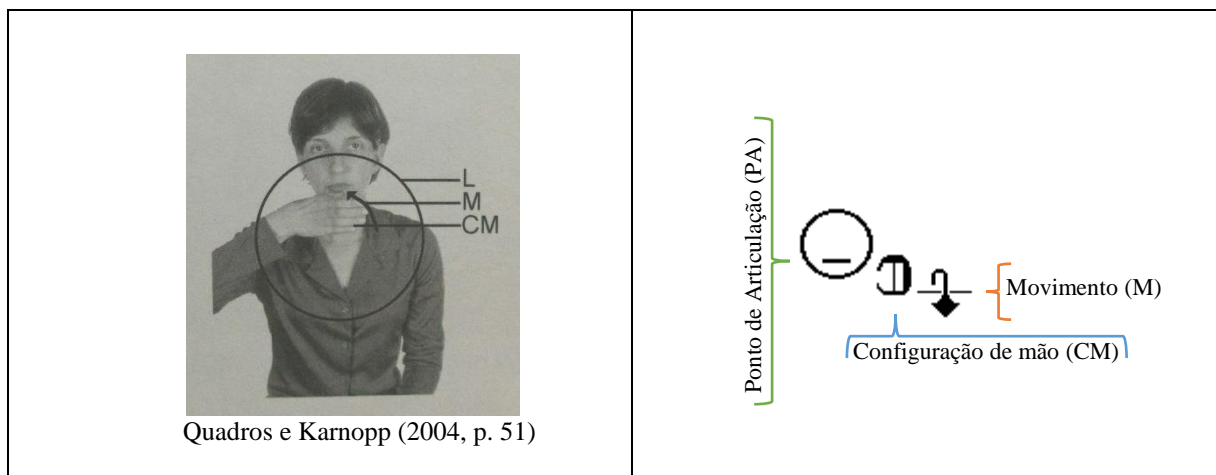 L
M
CM
Quadros e Karnopp (2004, p. 51)
Ponto de Articulação (PA)
Movimento (M)
Configuração de mão (CM)